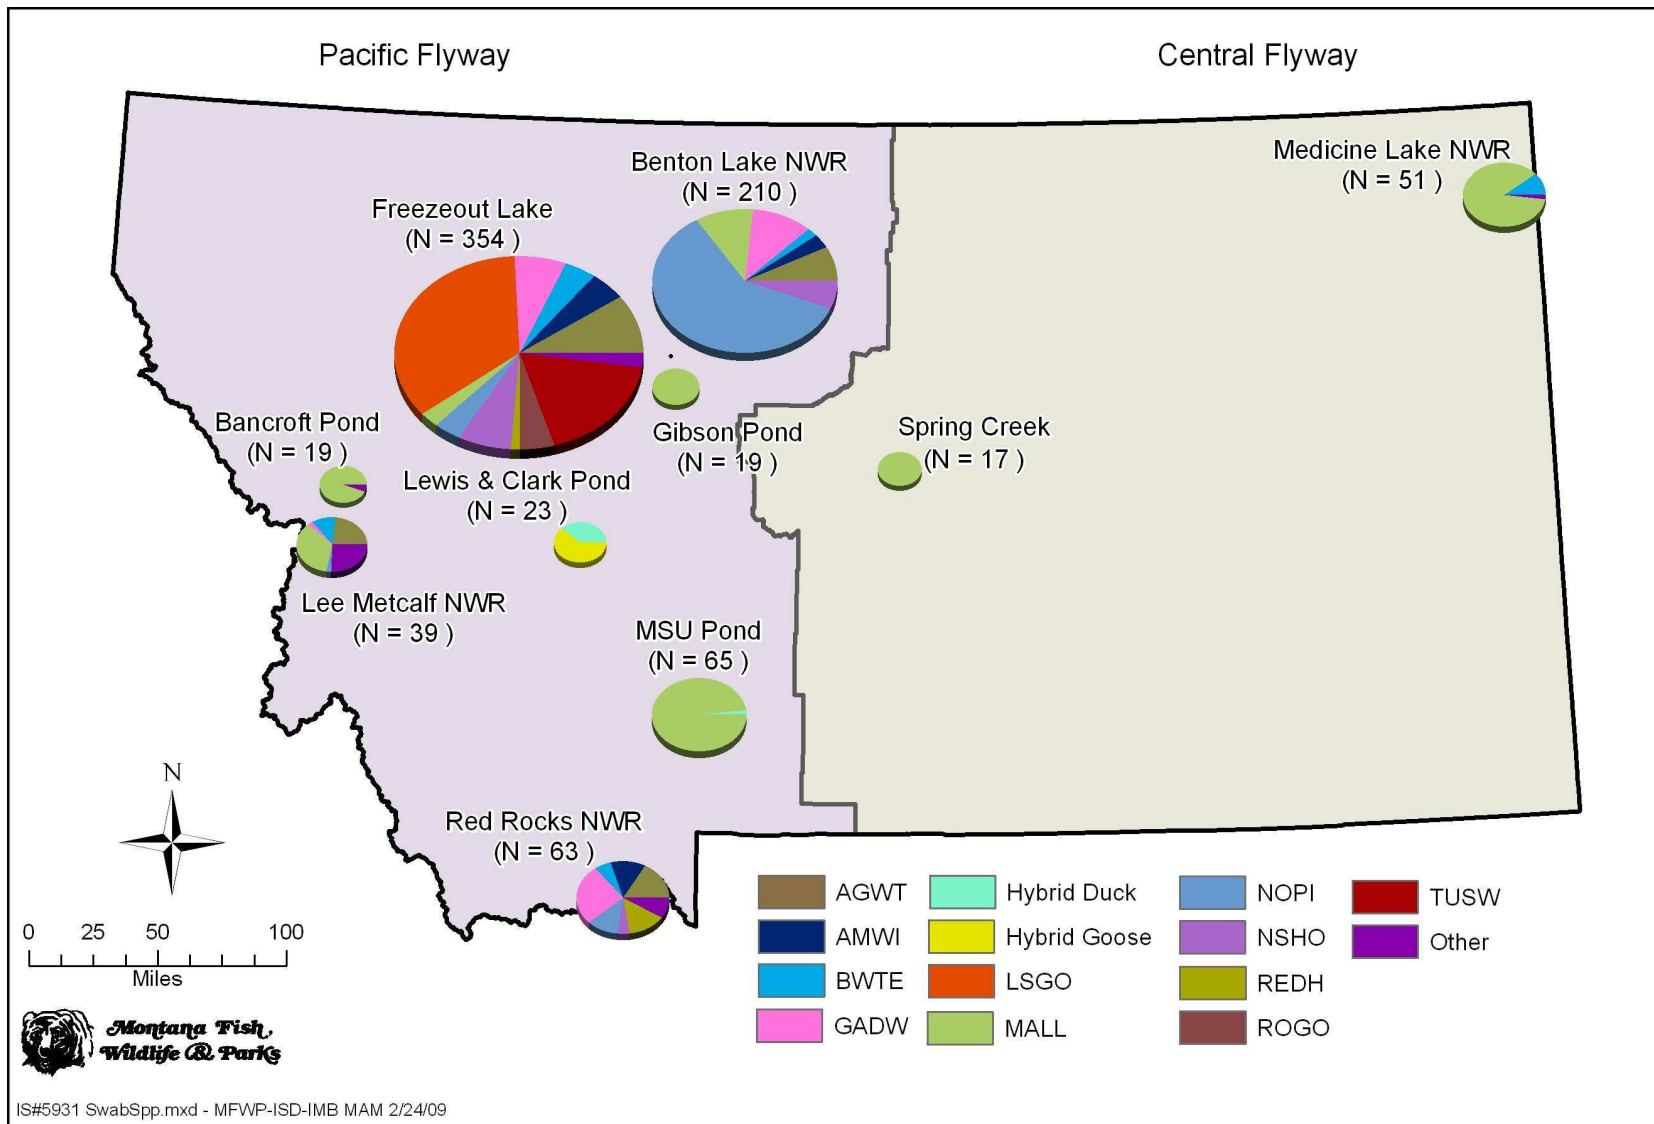 Pacific Flyway
Central Flyway
Benton Lake NWR
(N = 210 )
Medicine Lake NWR
(N = 51 )
Freezeout Lake
(N = 354 )
Bancroft Pond
(N = 19 )
Gibson Pond
(N = 19 )
Spring Creek
(N = 17 )
Lewis & Clark Pond
(N = 23 )
Lee Metcalf NWR
(N = 39 )
MSU Pond
(N = 65 )
Red Rocks NWR
(N = 63 )
N
0 25 50 100
Miles
AGWT
AMWI
BWTE
GADW
Hybrid Duck
Hybrid Goose
LSGO
MALL
NOPI
NSHO
REDH
ROGO
TUSW
Other
Montana Fish,
Wildlife & Parks
IS#5931 SwabSpp.mxd - MFWP-ISD-IMB MAM 2/24/09